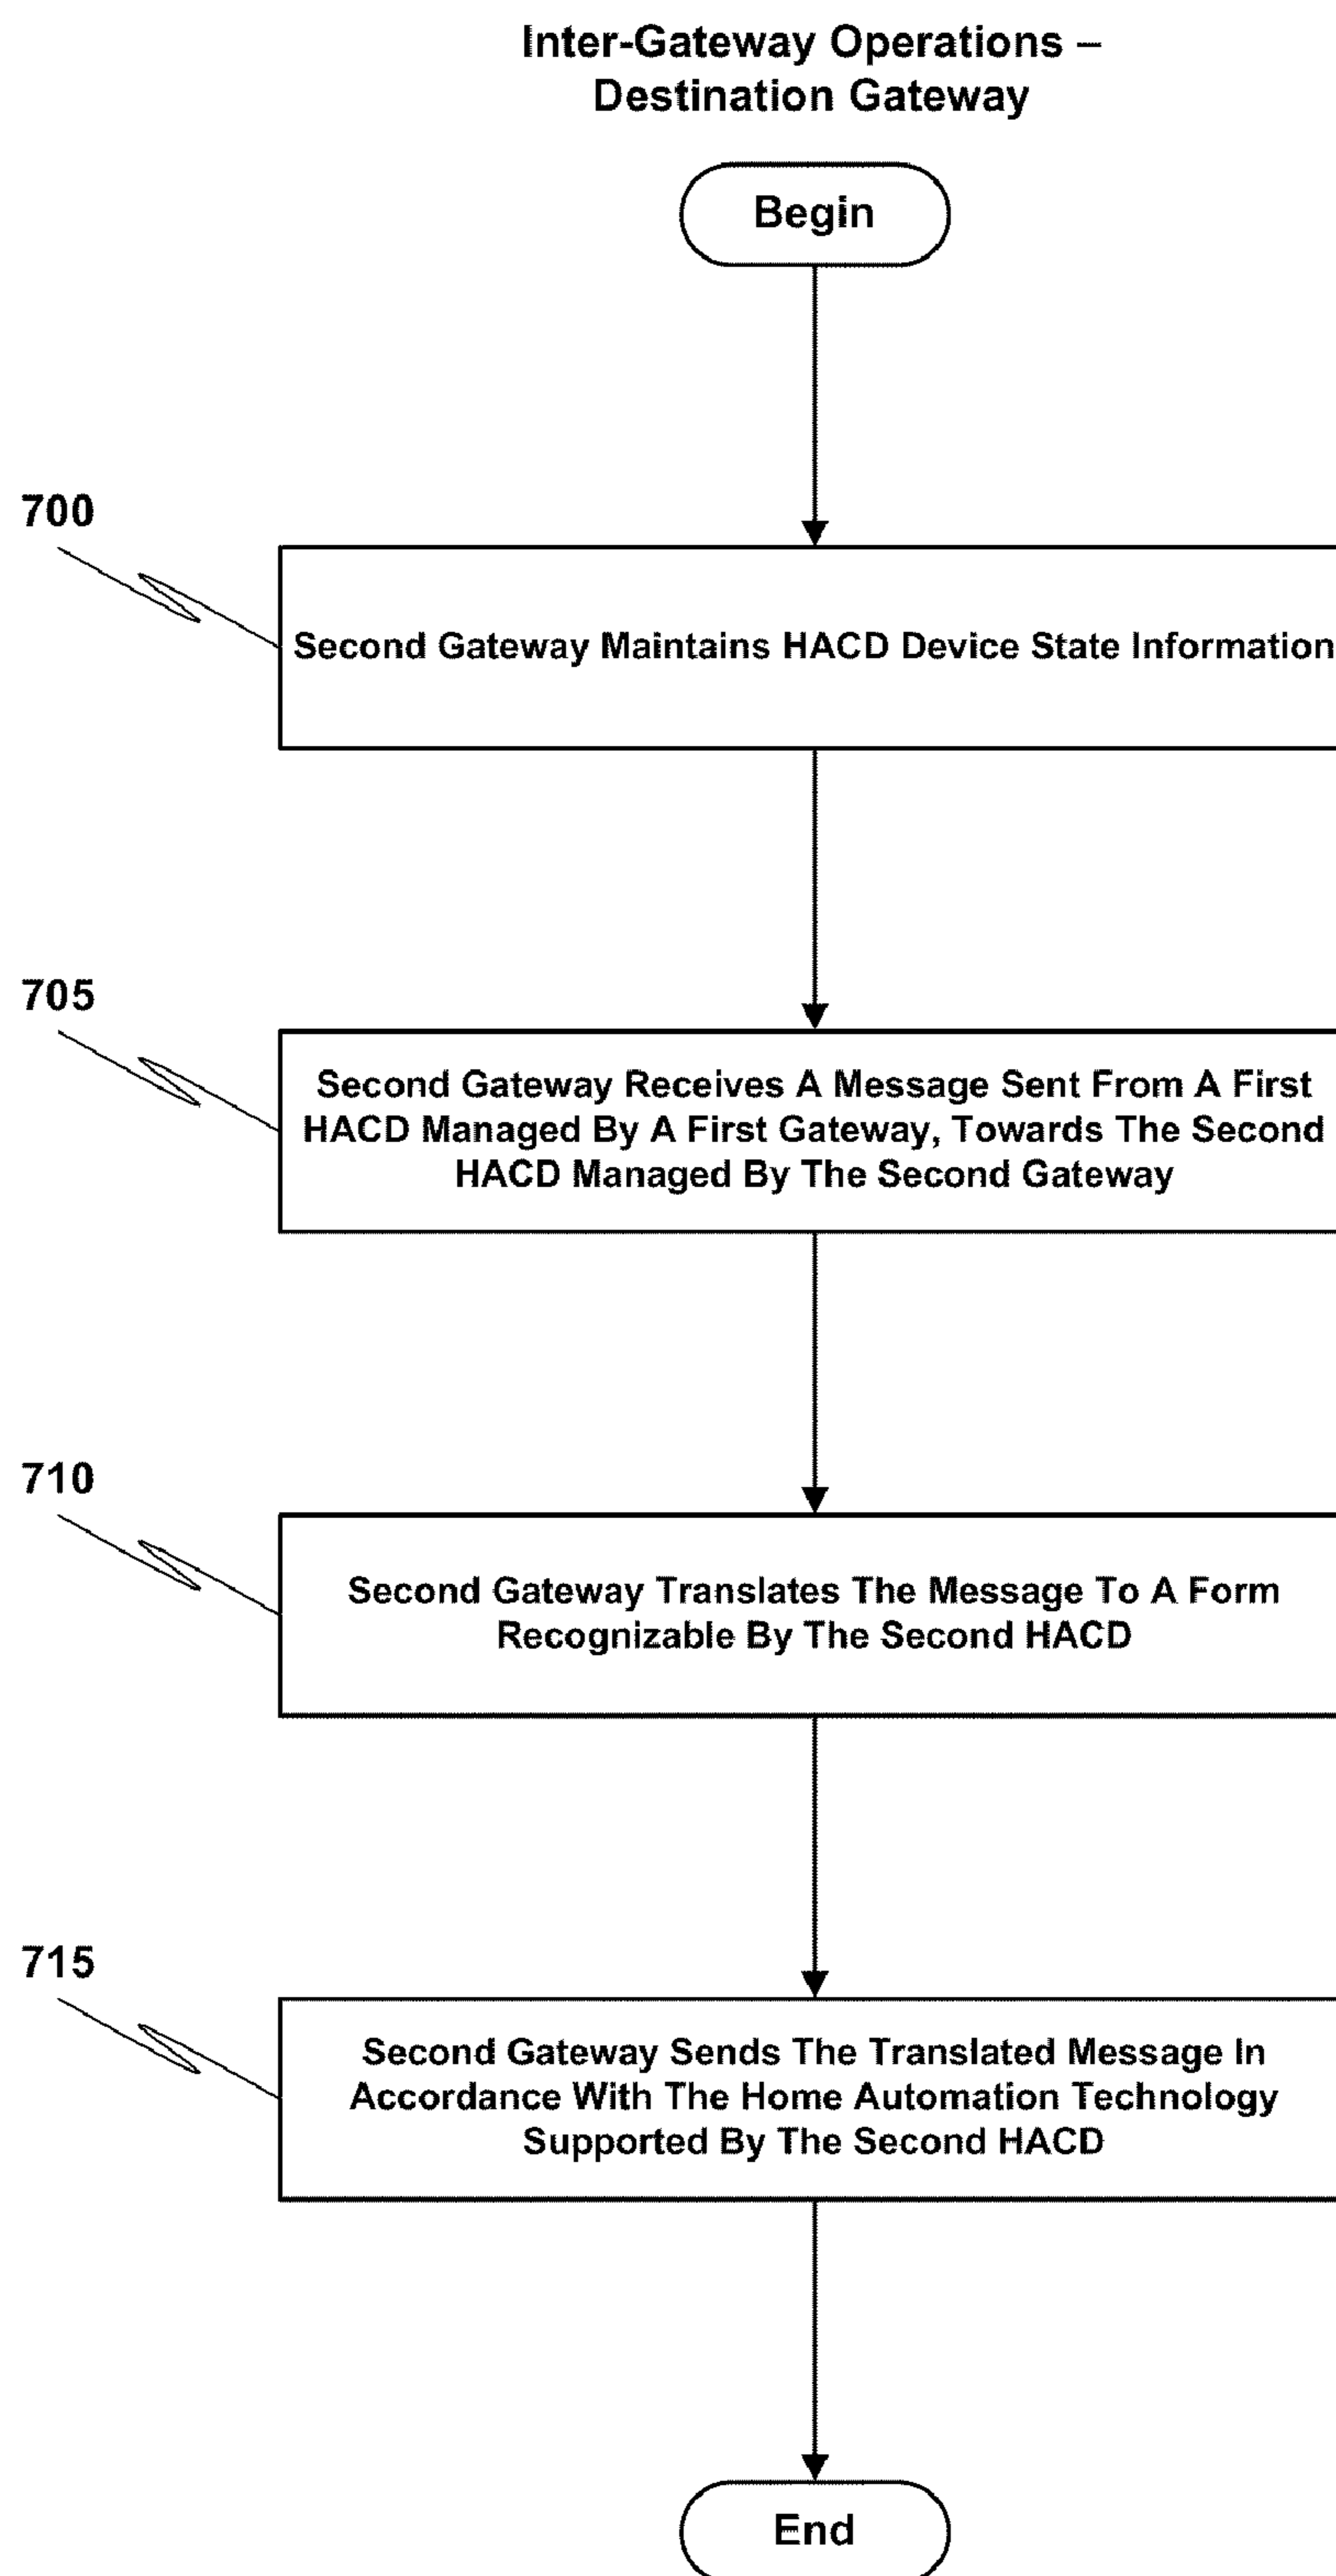 Inter-Gateway Operations –
Destination Gateway
Begin
700
Second Gateway Maintains HACD Device State Information
705
Second Gateway Receives A Message Sent From A First
HACD Managed By A First Gateway, Towards The Second
HACD Managed By The Second Gateway
710
Second Gateway Translates The Message To A Form
Recognizable By The Second HACD
715
Second Gateway Sends The Translated Message In
Accordance With The Home Automation Technology
Supported By The Second HACD
End